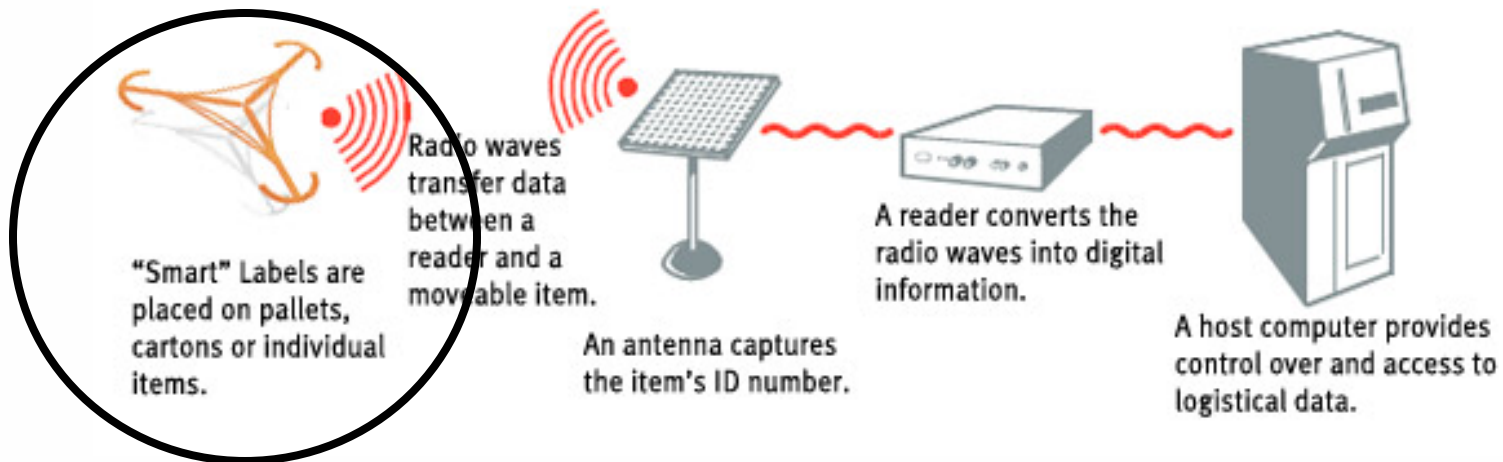 Radio waves
transfer data
between a
reader and a
moveable item.
“Smart” Labels are
placed on pallets,
cartons or individual
items.
An antenna captures
the item's ID number.
A reader converts the
radio waves into digital
information.
A host computer provides
control over and access to
logistical data.